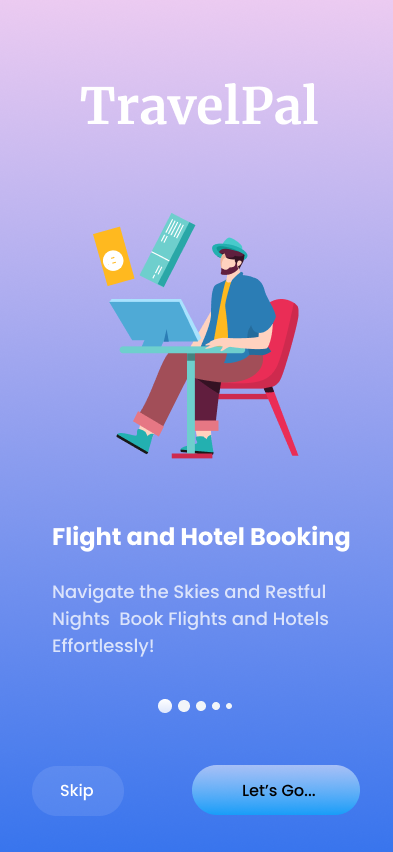 TravelPal
Flight and Hotel Booking
Navigate the Skies and Restful
Nights  Book Flights and Hotels
Effortlessly!
Skip
Let’s Go...